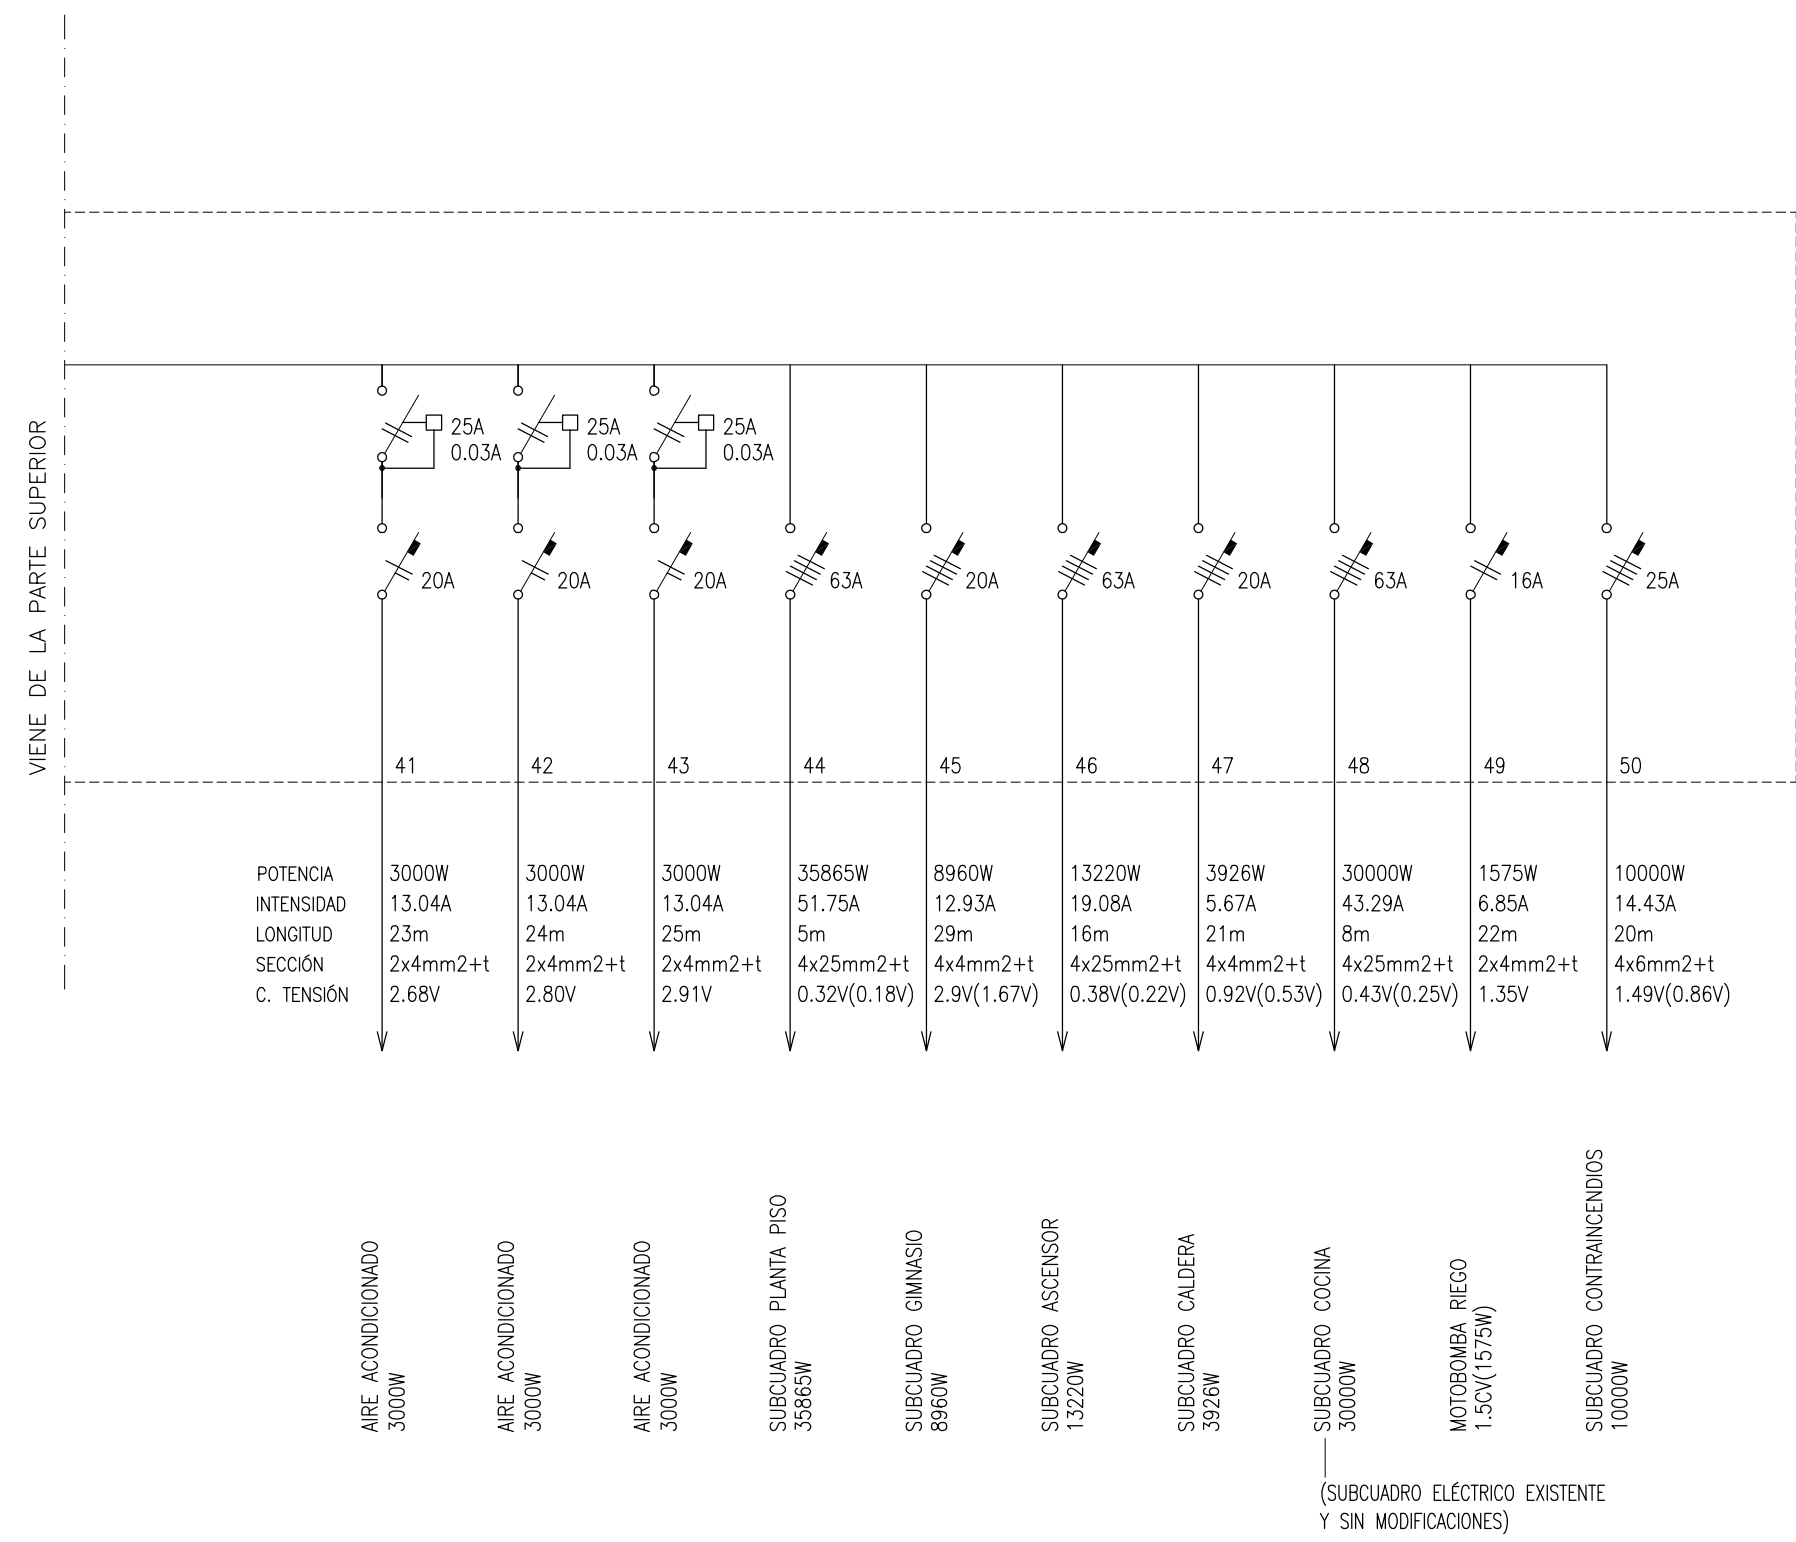 VIENE DE LA PARTE SUPERIOR
25A 25A 25A
0.03A 0.03A 0.03A
20A 20A 20A 63A 20A 63A 20A 63A 16A 25A
41 42 43 44 45 46 47 48 49 50
POTENCIA 3000W 3000W 3000W 35865W 8960W 13220W 3926W 30000W 1575W 10000W
INTENSIDAD 13.04A 13.04A 13.04A 51.75A 12.93A 19.08A 5.67A 43.29A 6.85A 14.43A
LONGITUD 23m 24m 25m 5m 29m 16m 21m 8m 22m 20m
SECCIÓN 2x4mm2+t 2x4mm2+t 2x4mm2+t 4x25mm2+t 4x4mm2+t 4x25mm2+t 4x4mm2+t 4x25mm2+t 2x4mm2+t 4x6mm2+t
C. TENSIÓN 2.68V 2.80V 2.91V 0.32V(0.18V) 2.9V(1.67V) 0.38V(0.22V) 0.92V(0.53V) 0.43V(0.25V) 1.35V 1.49V(0.86V)
AIRE ACONDICIONADO
3000W
AIRE ACONDICIONADO
3000W
AIRE ACONDICIONADO
3000W
SUBCUADRO PLANTA PISO
35865W
SUBCUADRO GIMNASIO
8960W
SUBCUADRO ASCENSOR
13220W
SUBCUADRO CALDERA
3926W
SUBCUADRO COCINA
30000W
MOTOBOMBA RIEGO
1.5CV(1575W)
SUBCUADRO CONTRAINCENDIOS
10000W
(SUBCUADRO ELÉCTRICO EXISTENTE
Y SIN MODIFICACIONES)